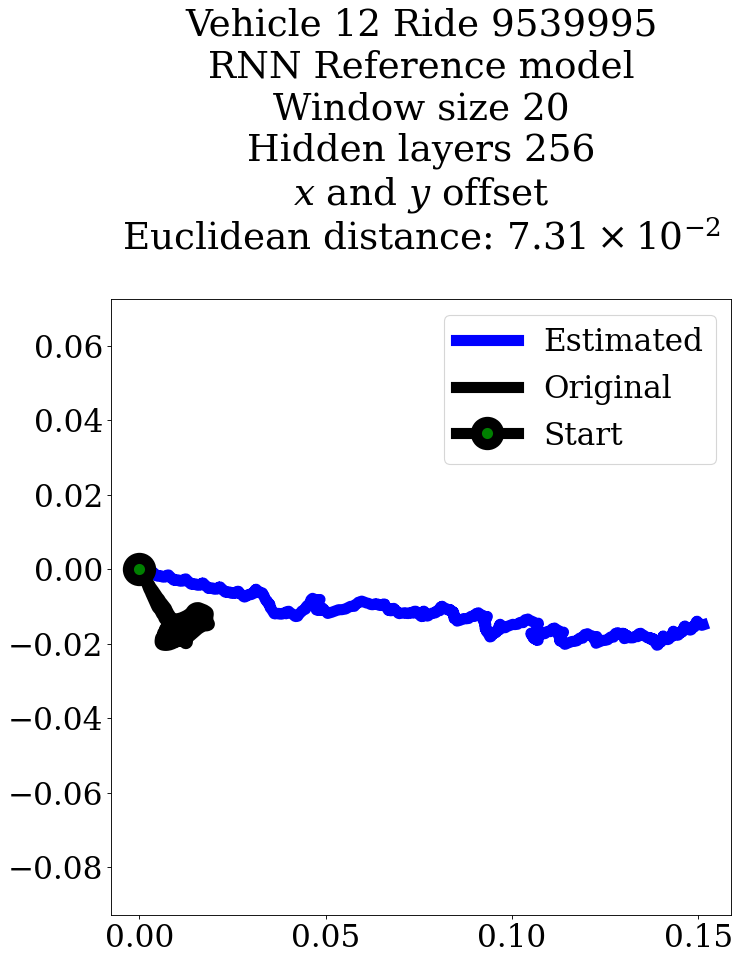 Vehicle 12 Ride 9539995
RNN Reference model
Window size 20
Hidden layers 256
x and y offset
Euclidean distance: 7.31 × 10⁻²
Estimated
Original
Start
0.06
0.04
0.02
0.00
−0.02
−0.04
−0.06
−0.08
0.00 0.05 0.10 0.15